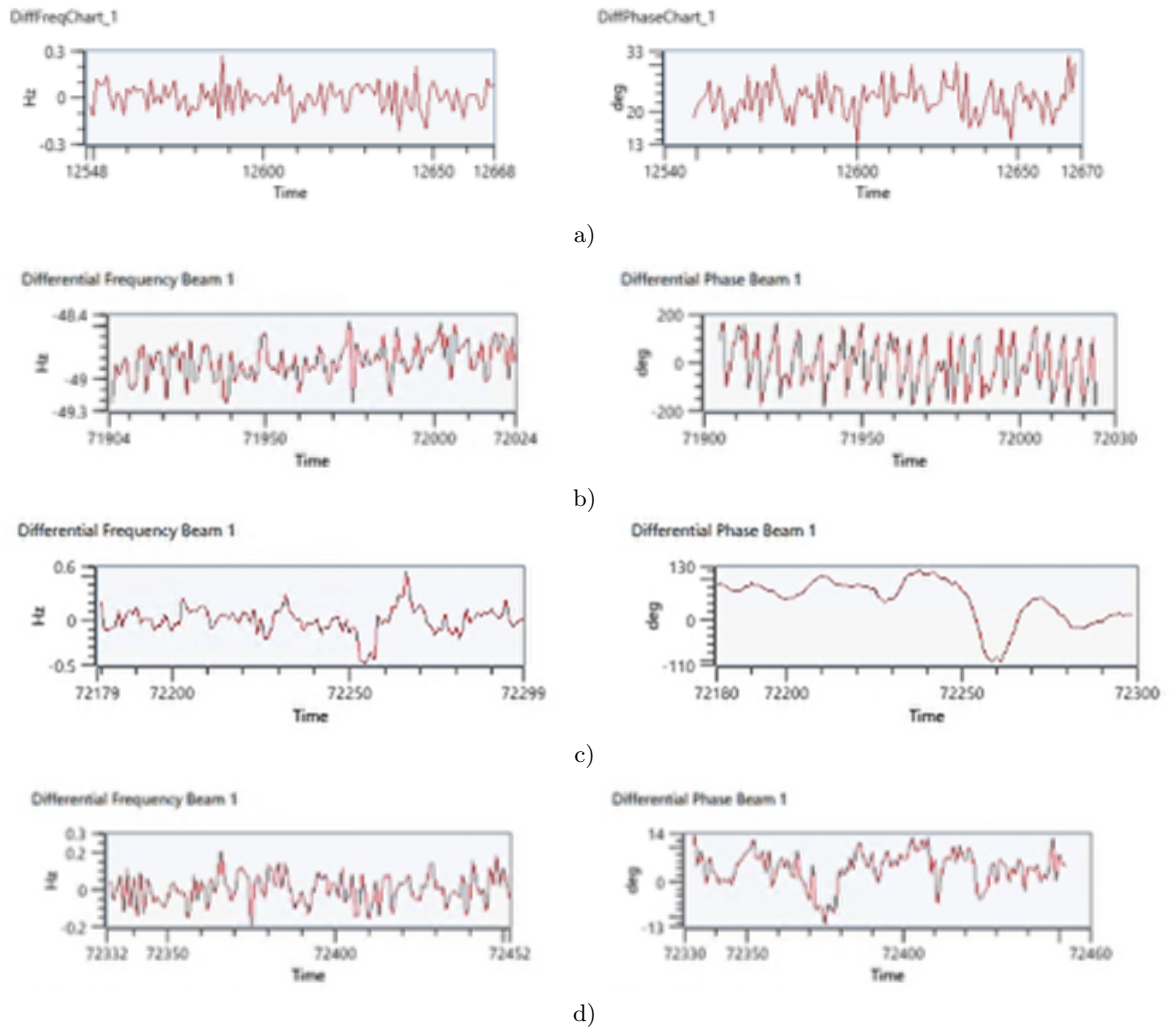 DiffFreqChart_1 DiffPhaseChart_1
0.3 33
Hz deg
0 20
-0.3 13
12548 12600 12650 12668 12540 12600 12650 12670
Time Time
a)
Differential Frequency Beam 1 Differential Phase Beam 1
-48.4 200
Hz deg
-49 0
-49.3 -200
71904 71950 72000 72024 71900 71950 72000 72030
Time Time
b)
Differential Frequency Beam 1 Differential Phase Beam 1
0.6 130
Hz deg
0 0
-0.5 -110
72179 72200 72250 72299 72180 72200 72250 72300
Time Time
c)
Differential Frequency Beam 1 Differential Phase Beam 1
0.3 14
0.2
Hz deg
0 0
-0.2 -13
72332 72350 72400 72452 72330 72350 72400 72460
Time Time
d)